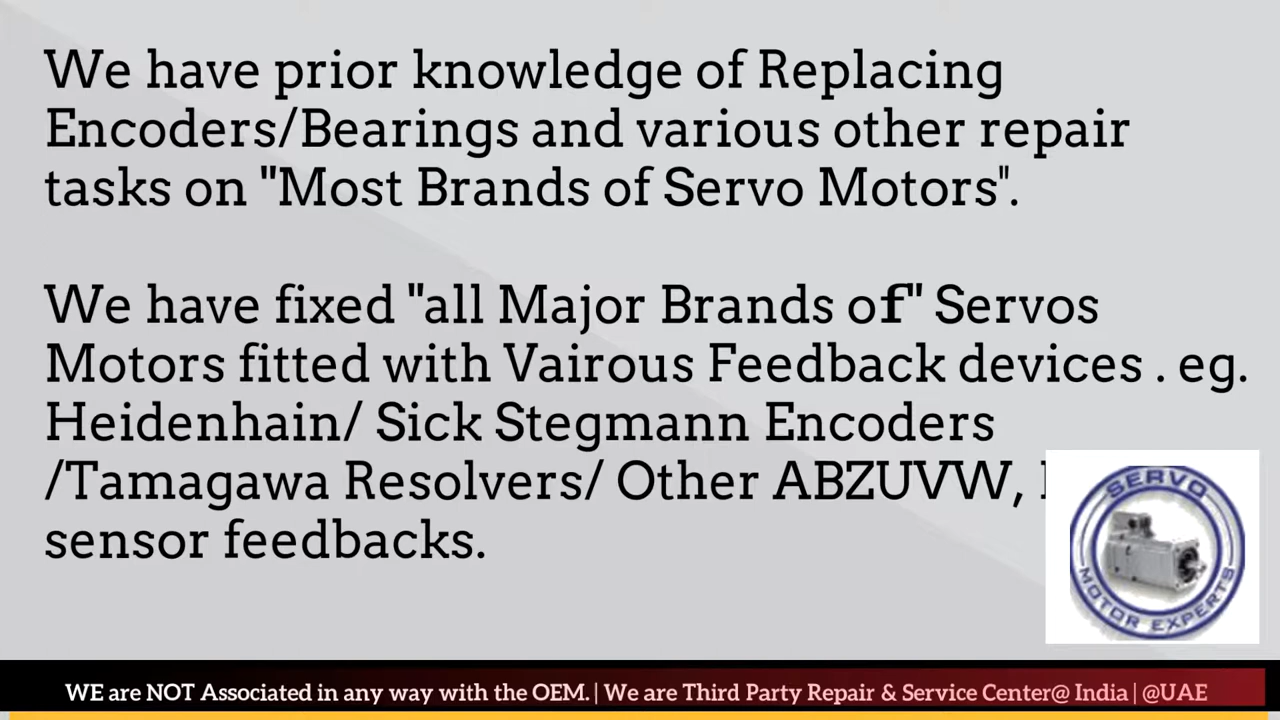 We have prior knowledge of Replacing
Encoders/Bearings and various other repair
tasks on "Most Brands of Servo Motors".
We have fixed "all Major Brands of" Servos
Motors fitted with Vairous Feedback devices . eg.
Heidenhain/ Sick Stegmann Encoders
/Tamagawa Resolvers/ Other ABZUVW,
sensor feedbacks.
SERVO
MOTOR EXPERTS
WE are NOT Associated in any way with the OEM. | We are Third Party Repair & Service Center@ India | @UAE